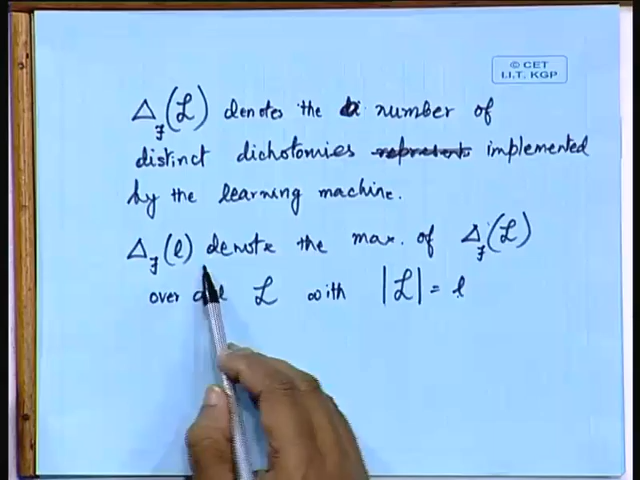 © CET
I.I.T. KGP
Δ_ℱ(ℒ) denotes the number of
distinct dichotomies implemented
by the learning machine.
Δ_ℱ(l) denote the max. of Δ_ℱ(ℒ)
over all ℒ with |ℒ| = l